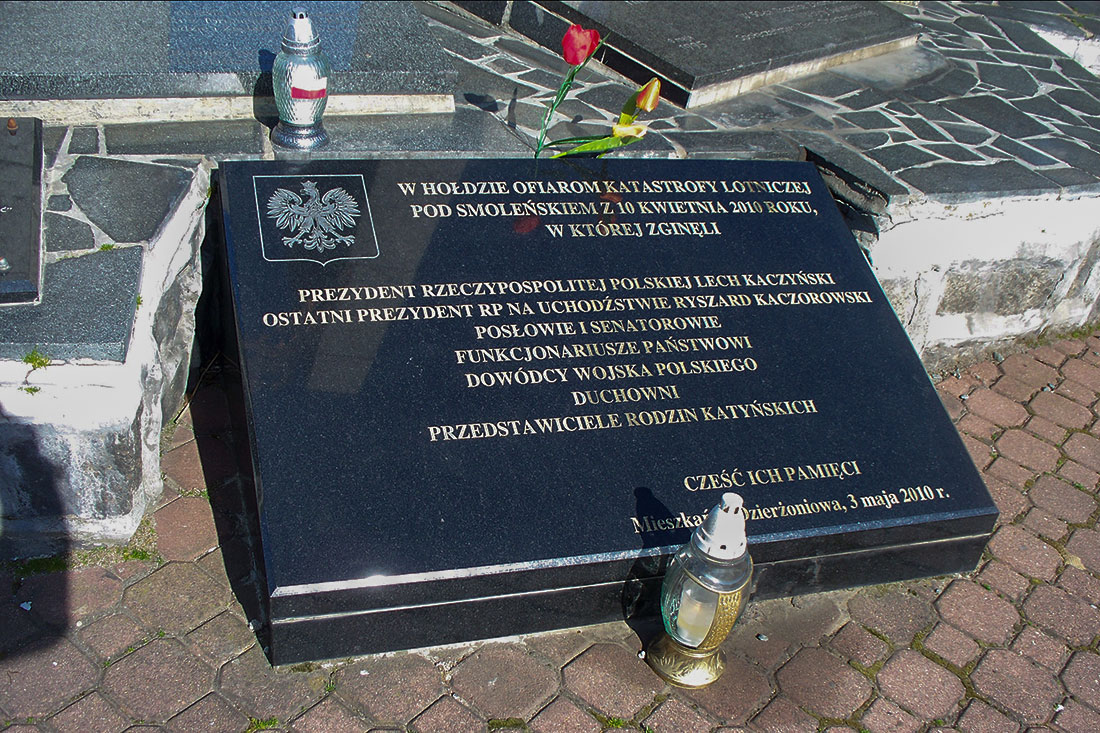 W HOŁDZIE OFIAROM KATASTROFY LOTNICZEJ
POD SMOLEŃSKIEM Z 10 KWIETNIA 2010 ROKU,
W KTÓREJ ZGINĘLI
PREZYDENT RZECZYPOSPOLITEJ POLSKIEJ LECH KACZYŃSKI
OSTATNI PREZYDENT RP NA UCHODŹSTWIE RYSZARD KACZOROWSKI
POSŁOWIE I SENATOROWIE
FUNKCJONARIUSZE PAŃSTWOWI
DOWÓDCY WOJSKA POLSKIEGO
DUCHOWNI
PRZEDSTAWICIELE RODZIN KATYŃSKICH
CZEŚĆ ICH PAMIĘCI
Dzierżoniowa, 3 maja 2010 r.